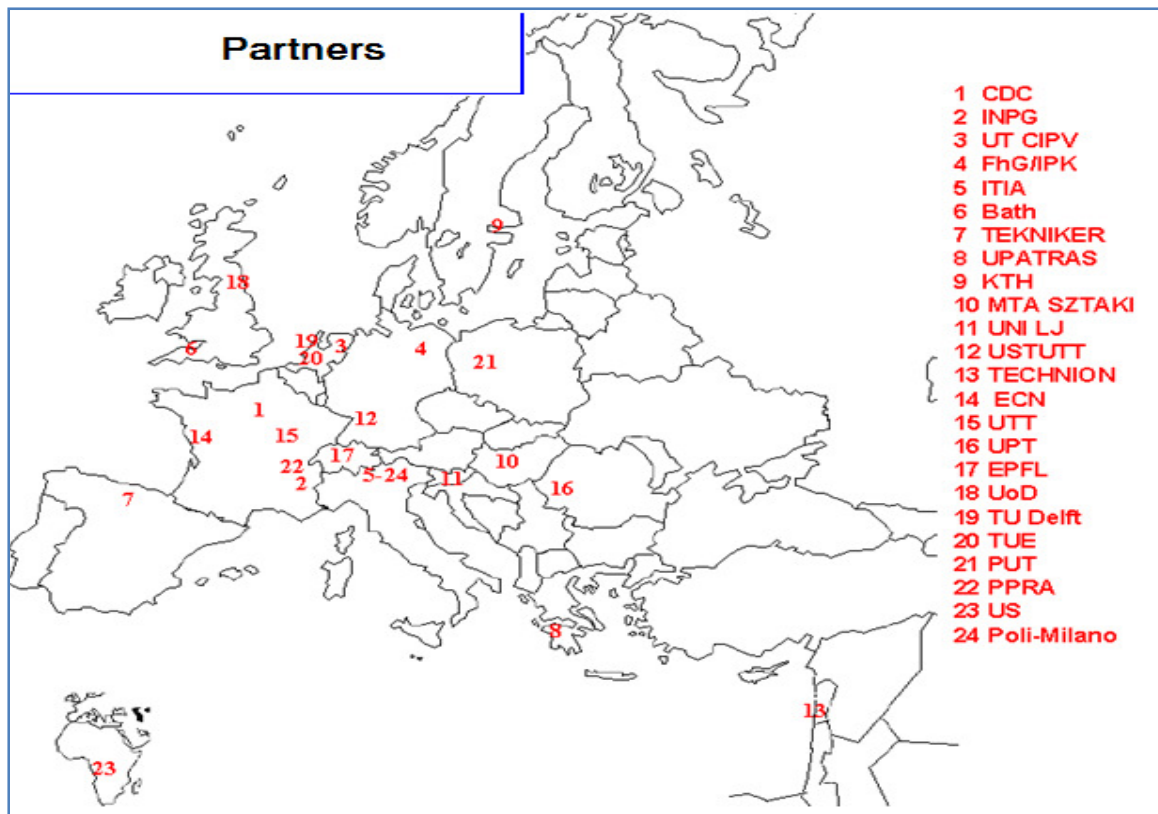 Partners
1 CDC
2 INPG
3 UT CIPV
4 FhG/IPK
5 ITIA
6 Bath
7 TEKNIKER
8 UPATRAS
9 KTH
10 MTA SZTAKI
11 UNI LJ
12 USTUTT
13 TECHNION
14 ECN
15 UTT
16 UPT
17 EPFL
18 UoD
19 TU Delft
20 TUE
21 PUT
22 PPRA
23 US
24 Poli-Milano
9
18
19
3
6
20
4
21
1
12
14
15
17
22
10
5-24
2
11
16
7
8
13
23